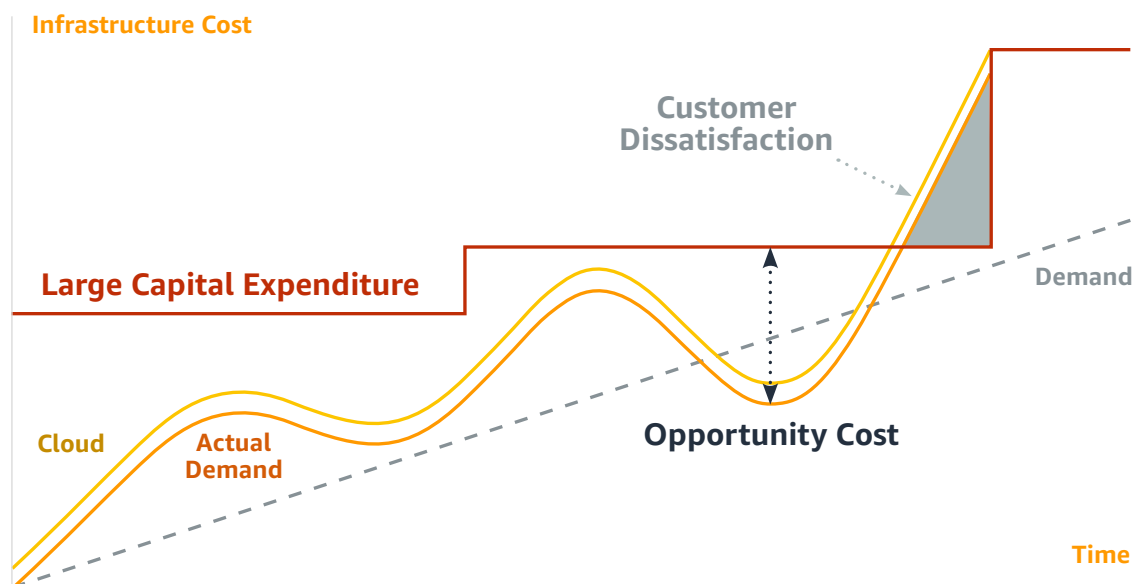 Infrastructure Cost
Customer
Dissatisfaction
Large Capital Expenditure
Demand
Cloud
Actual
Demand
Opportunity Cost
Time